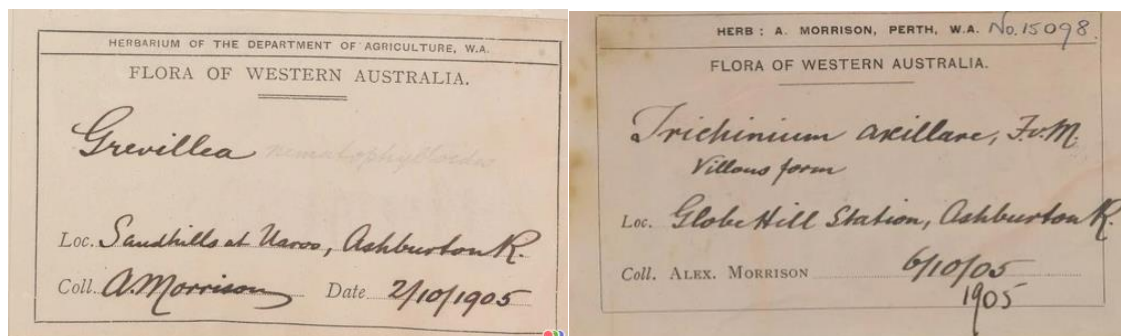 HERBARIUM OF THE DEPARTMENT OF AGRICULTURE, W.A.
FLORA OF WESTERN AUSTRALIA.
Grevillea
Loc. Sandhills at Uaroo, Ashburton R.
Coll. A. Morrison Date 2/10/1905
HERB : A. MORRISON, PERTH, W.A. No. 15098.
FLORA OF WESTERN AUSTRALIA.
Trichinium axillare, F.v.M.
Villous form
Loc. Globe Hill Station, Ashburton R.
Coll. ALEX. MORRISON 6/10/05
1905